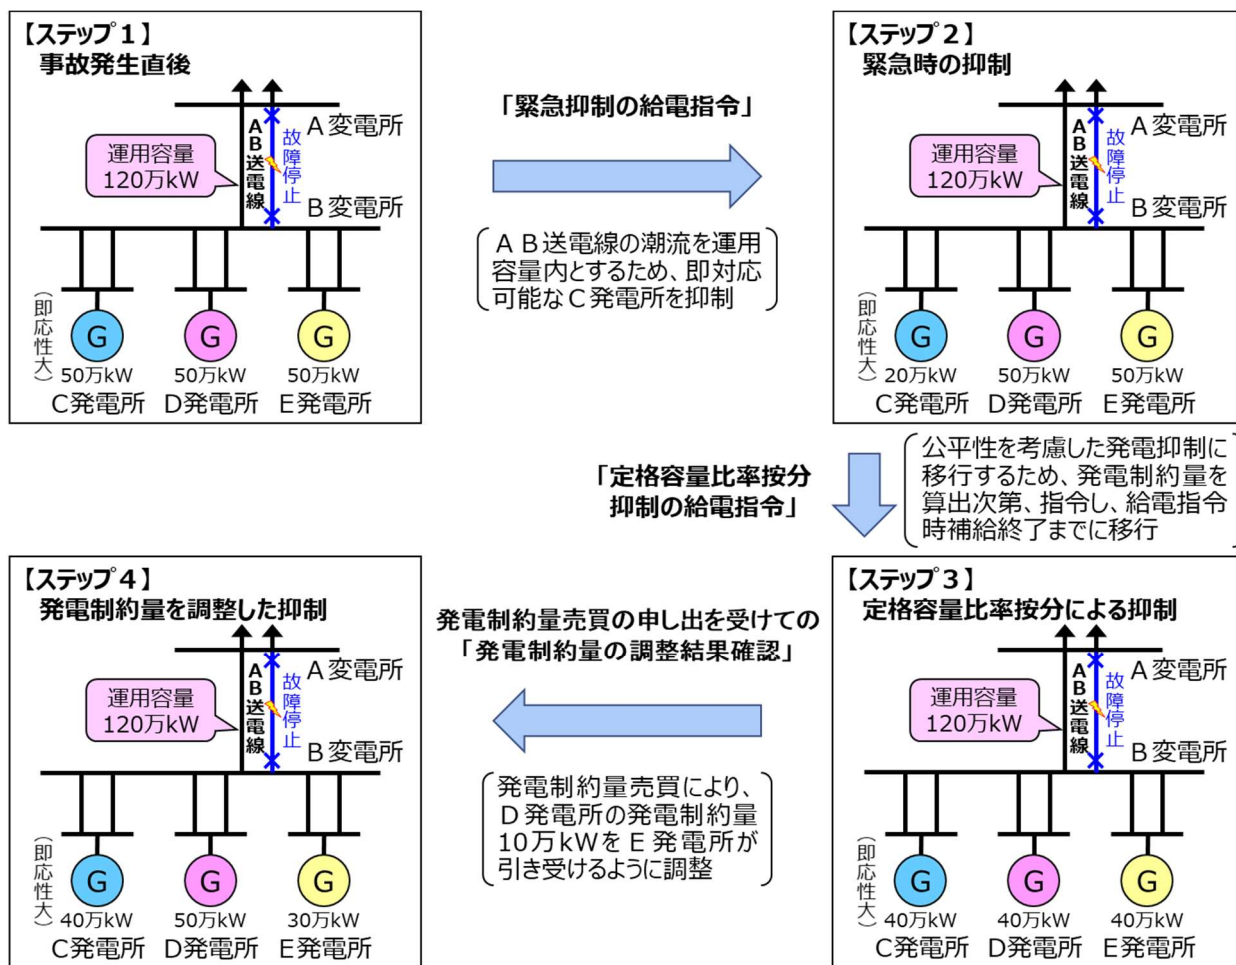 【ステップ１】
事故発生直後
Ａ変電所
運用容量
120万kW
ＡＢ送電線
故障停止
Ｂ変電所
（即応性大）
G
G
G
50万kW
50万kW
50万kW
Ｃ発電所
Ｄ発電所
Ｅ発電所
「緊急抑制の給電指令」
ＡＢ送電線の潮流を運用
容量内とするため、即対応
可能なＣ発電所を抑制
【ステップ２】
緊急時の抑制
Ａ変電所
運用容量
120万kW
ＡＢ送電線
故障停止
Ｂ変電所
（即応性大）
G
G
G
20万kW
50万kW
50万kW
Ｃ発電所
Ｄ発電所
Ｅ発電所
「定格容量比率按分
抑制の給電指令」
公平性を考慮した発電抑制に
移行するため、発電制約量を
算出次第、指令し、給電指令
時補給終了までに移行
【ステップ３】
定格容量比率按分による抑制
Ａ変電所
運用容量
120万kW
ＡＢ送電線
故障停止
Ｂ変電所
（即応性大）
G
G
G
40万kW
40万kW
40万kW
Ｃ発電所
Ｄ発電所
Ｅ発電所
発電制約量売買の申し出を受けての
「発電制約量の調整結果確認」
発電制約量売買により、
Ｄ発電所の発電制約量
10万kWをＥ発電所が
引き受けるように調整
【ステップ４】
発電制約量を調整した抑制
Ａ変電所
運用容量
120万kW
ＡＢ送電線
故障停止
Ｂ変電所
（即応性大）
G
G
G
40万kW
50万kW
30万kW
Ｃ発電所
Ｄ発電所
Ｅ発電所